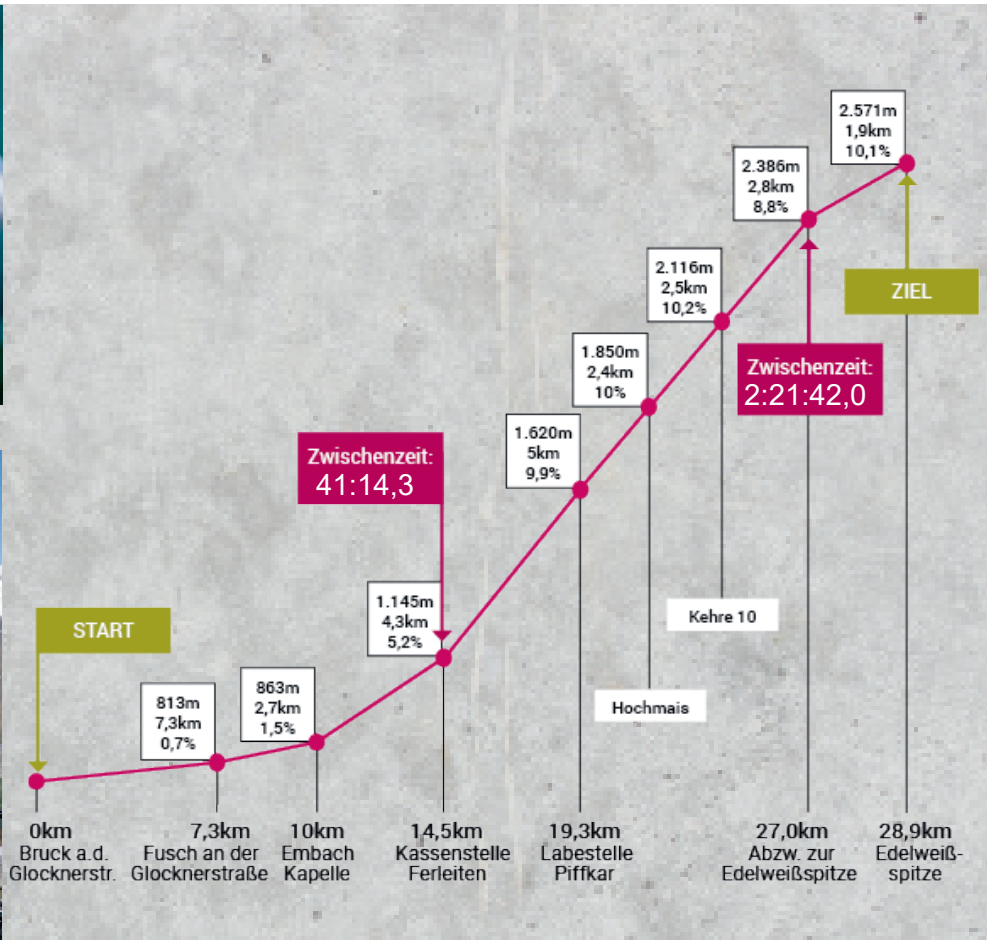 2.571m
1,9km
10,1%
2.386m
2,8km
8,8%
2.116m
2,5km
10,2%
ZIEL
1.850m
2,4km
10%
Zwischenzeit:
2:21:42,0
1.620m
5km
9,9%
Zwischenzeit:
41:14,3
1.145m
4,3km
5,2%
START
Kehre 10
863m
2,7km
1,5%
813m
7,3km
0,7%
Hochmais
0km
Bruck a.d.
Glocknerstr.
7,3km
Fusch an der
Glocknerstraße
10km
Embach
Kapelle
14,5km
Kassenstelle
Ferleiten
19,3km
Labestelle
Piffkar
27,0km
Abzw. zur
Edelweißspitze
28,9km
Edelweiß-
spitze